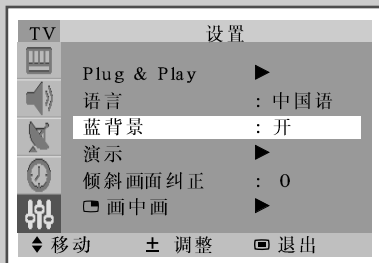 TV 设置
Plug & Play ▶
语言 : 中国语
蓝背景 : 开
演示 ▶
倾斜画面纠正 : 0
画中画 ▶
移动 ± 调整 退出